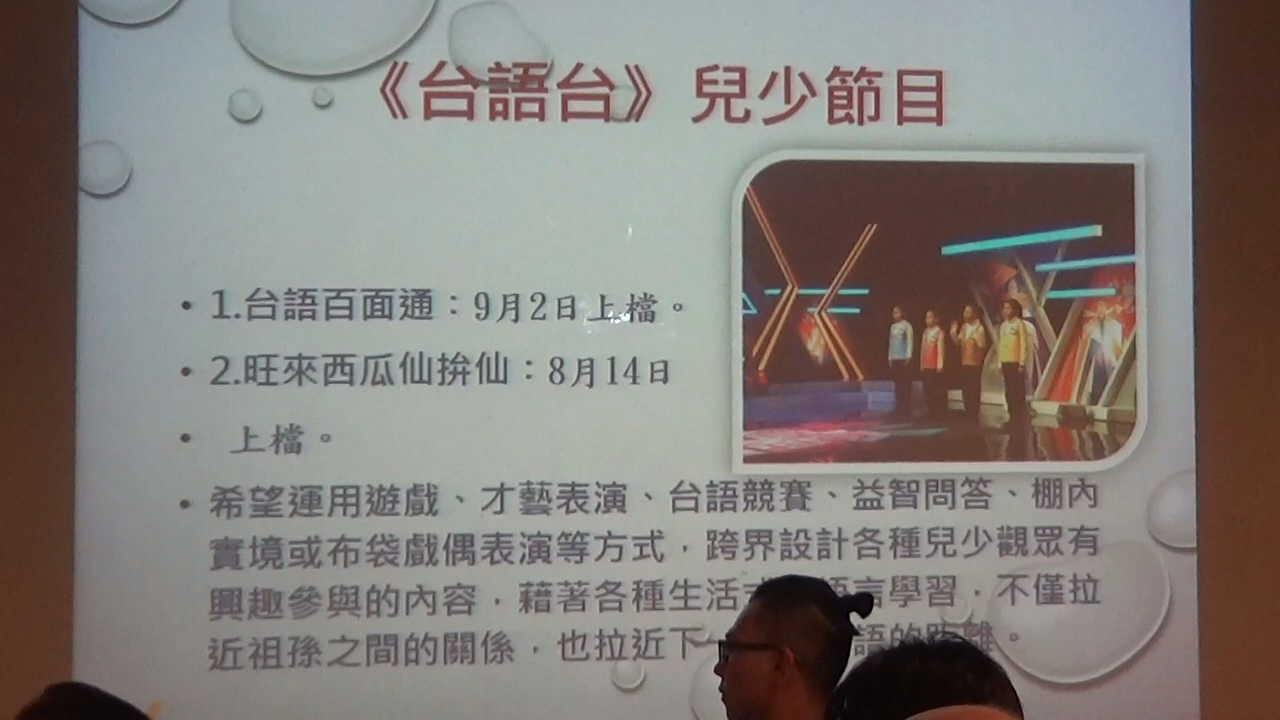 《台語台》兒少節目
• 1.台語百面通：9月2日上檔。
• 2.旺來西瓜仙拚仙：8月14日
• 上檔。
• 希望運用遊戲、才藝表演、台語競賽、益智問答、棚內
實境或布袋戲偶表演等方式，跨界設計各種兒少觀眾有
興趣參與的內容，藉著各種生活 語言學習，不僅拉
近祖孫之間的關係，也拉近下 語的距離。